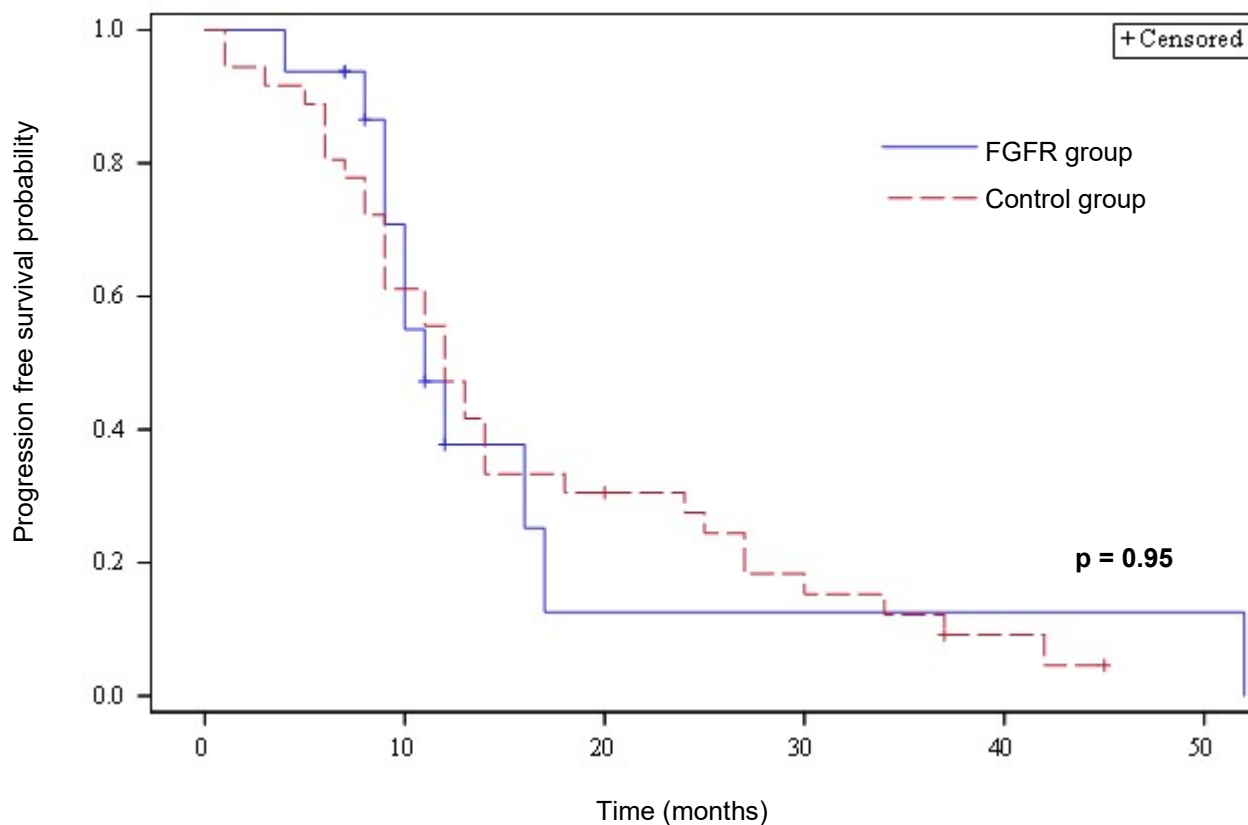 1.0
+ Censored
0.8
FGFR group
Control group
0.6
Progression free survival probability
0.4
0.2
p = 0.95
0.0
0 10 20 30 40 50
Time (months)